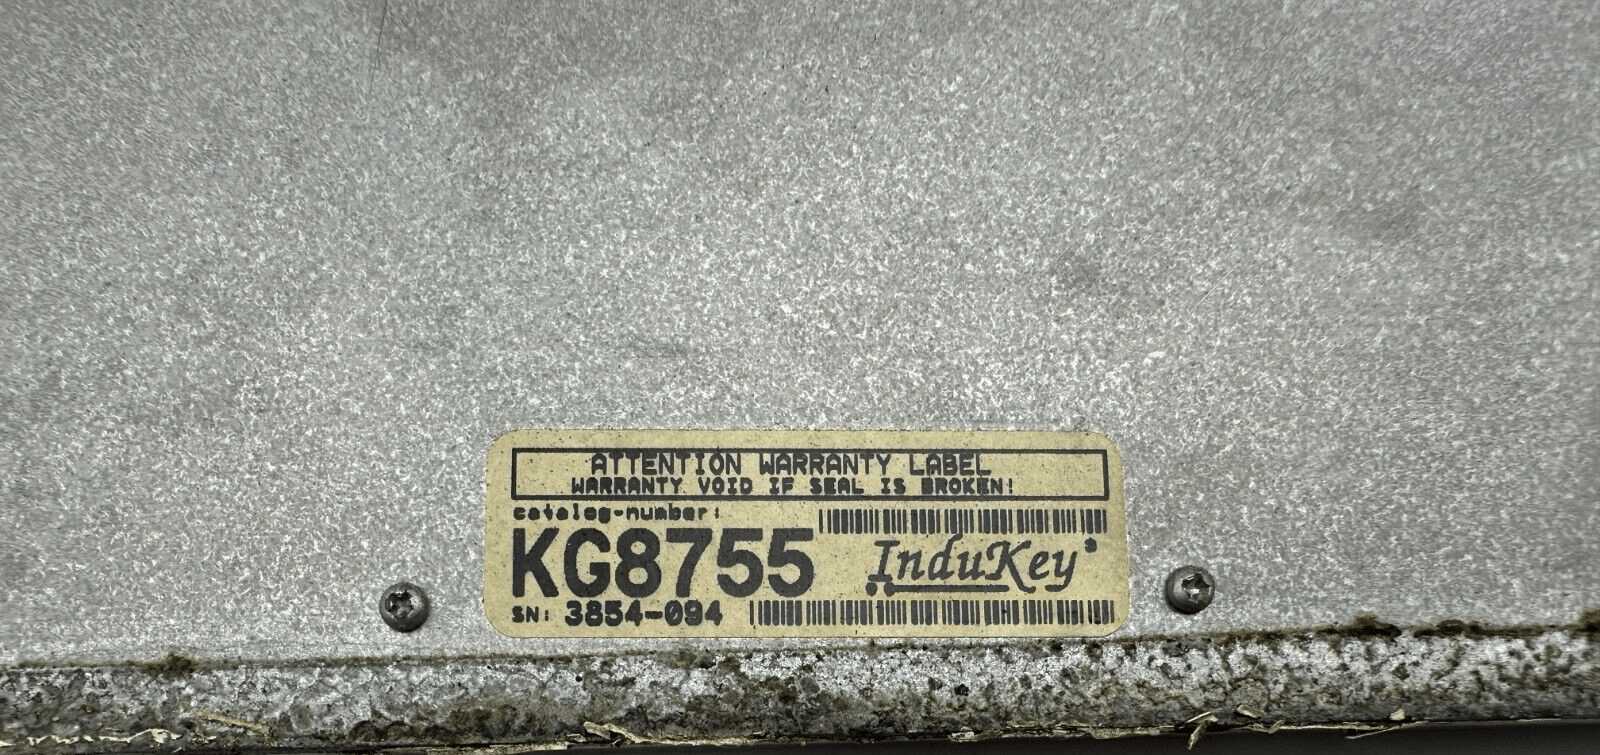 ATTENTION WARRANTY LABEL
WARRANTY VOID IF SEAL IS BROKEN!
catalog-number:
KG8755
InduKey®
SN: 3854-094